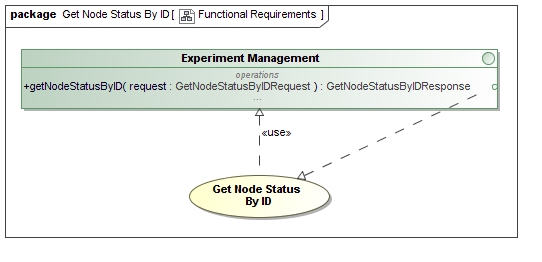 package Get Node Status By ID [ Functional Requirements ]
Experiment Management
operations
+getNodeStatusByID( request : GetNodeStatusByIDRequest ) : GetNodeStatusByIDResponse
...
«use»
Get Node Status
By ID